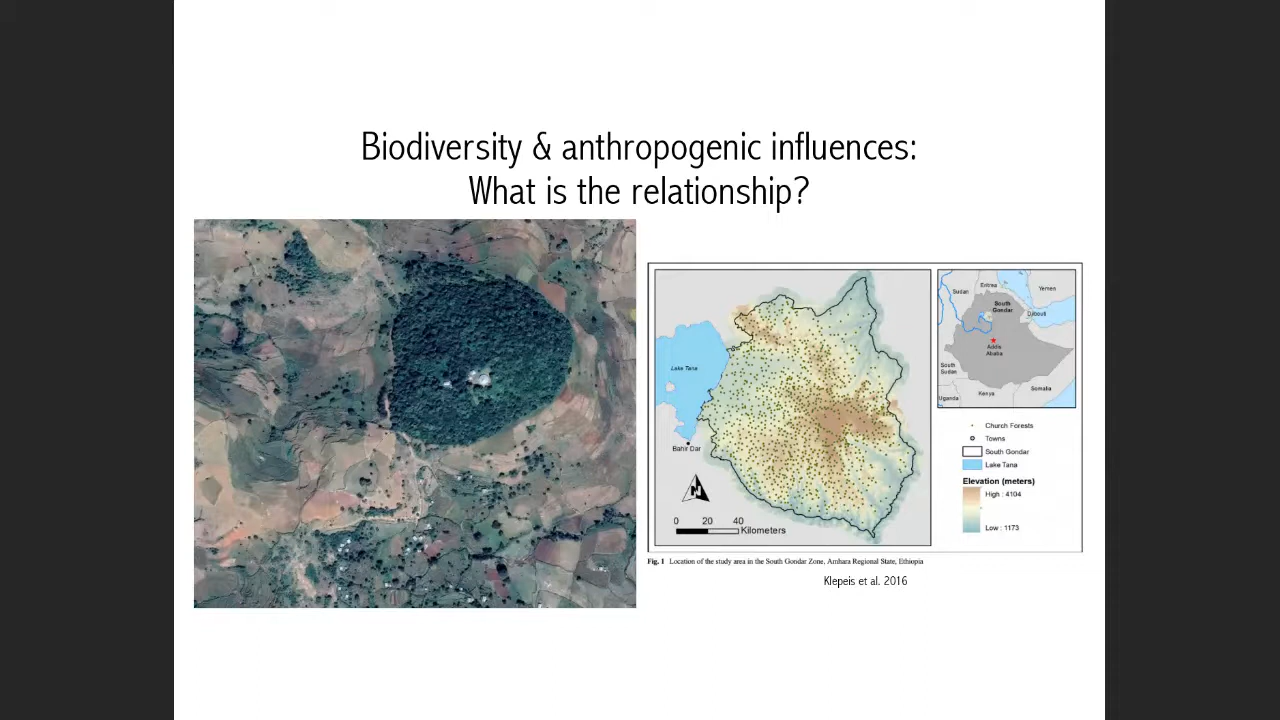 Biodiversity & anthropogenic influences:
What is the relationship?
Lake Tana
Bahir Dar
N
0 20 40
Kilometers
Sudan
Eritrea
Yemen
South
Gondar
Djibouti
Addis
Ababa
South
Sudan
Somalia
Kenya
Uganda
Church Forests
Towns
South Gondar
Lake Tana
Elevation (meters)
High : 4104
Low : 1173
Fig. 1 Location of the study area in the South Gondar Zone, Amhara Regional State, Ethiopia
Klepeis et al. 2016